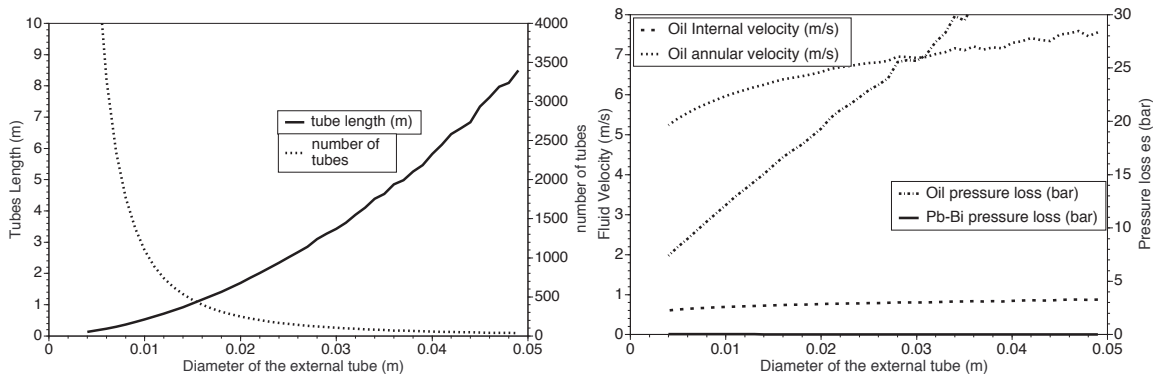 10
9
8
7
6
5
4
3
2
1
0
Tubes Length (m)
4000
3500
3000
2500
2000
1500
1000
500
0
number of tubes
tube length (m)
number of
tubes
0 0.01 0.02 0.03 0.04 0.05
Diameter of the external tube (m)
8
7
6
5
4
3
2
1
0
Fluid Velocity (m/s)
30
25
20
15
10
5
0
Pressure loss es (bar)
Oil Internal velocity (m/s)
Oil annular velocity (m/s)
Oil pressure loss (bar)
Pb-Bi pressure loss (bar)
0 0.01 0.02 0.03 0.04 0.05
Diameter of the external tube (m)